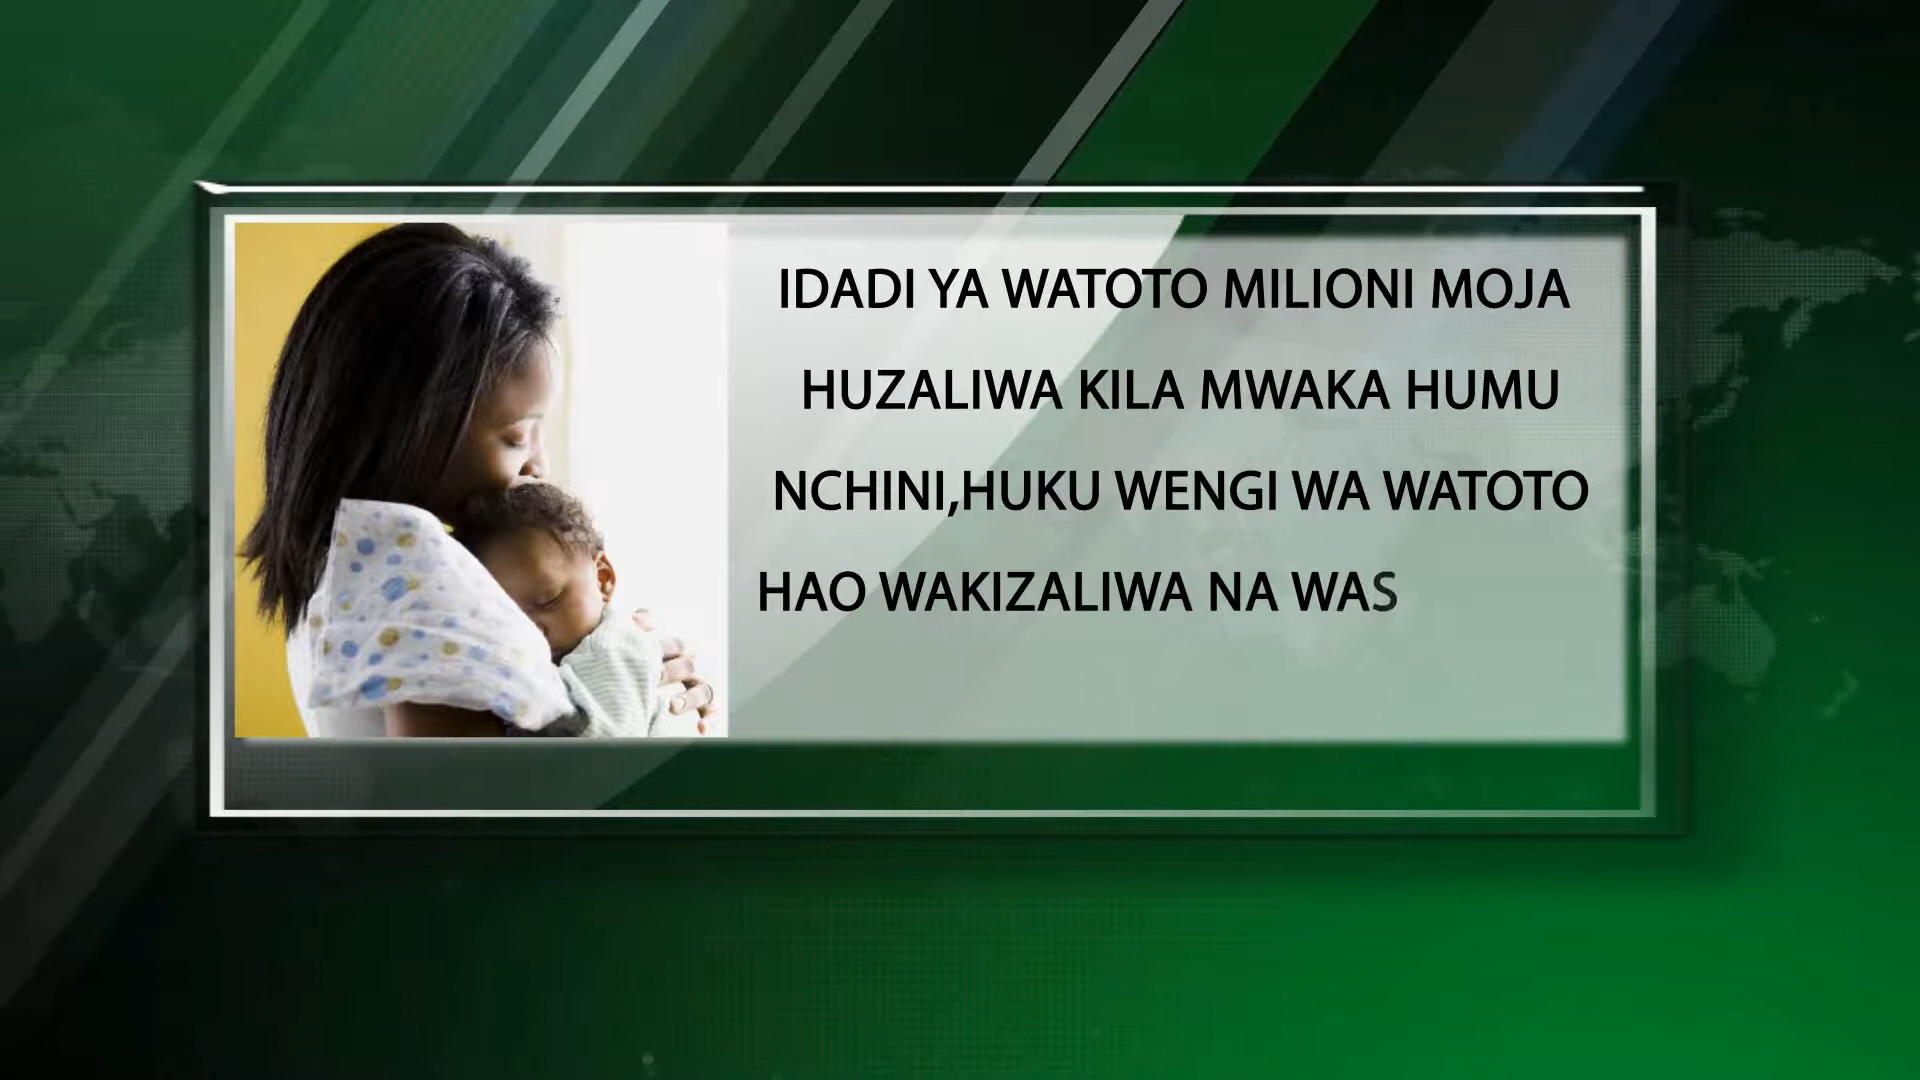 IDADI YA WATOTO MILIONI MOJA
HUZALIWA KILA MWAKA HUMU
NCHINI,HUKU WENGI WA WATOTO
HAO WAKIZALIWA NA WAS